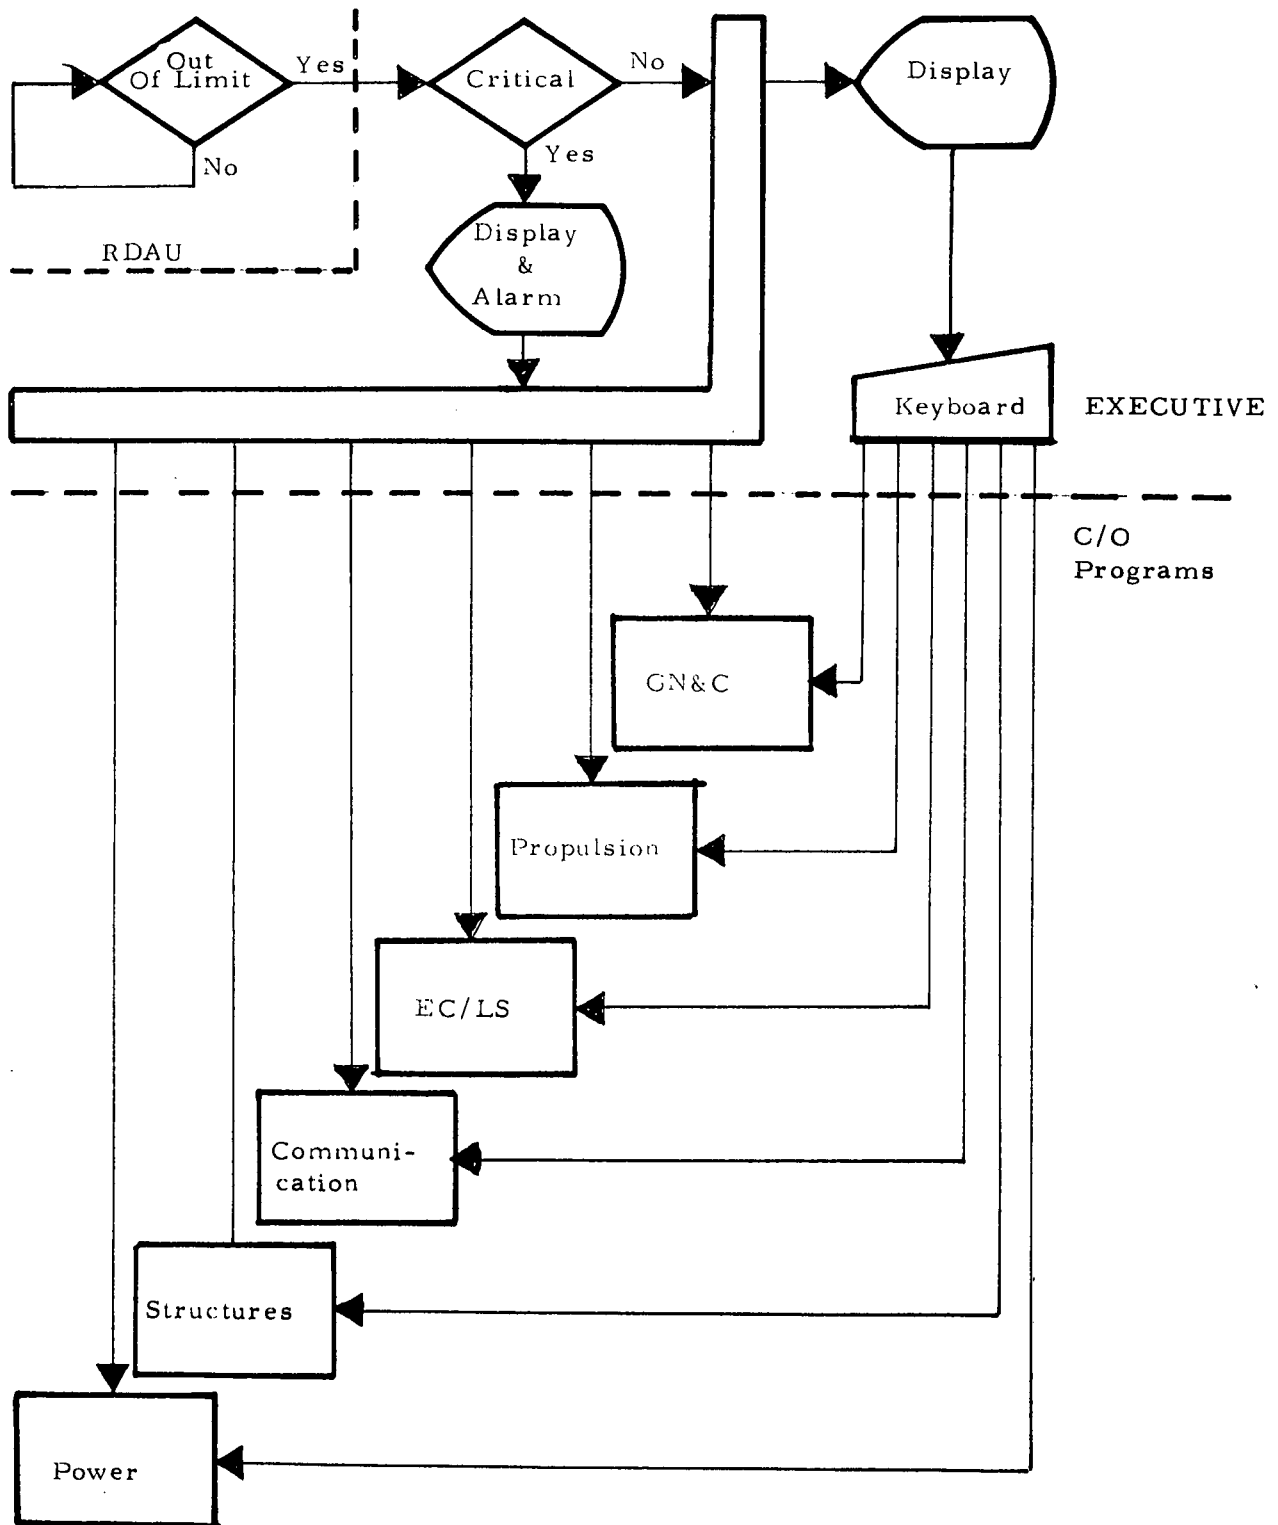 Out
Of Limit
Yes
Critical
No
Display
No
Yes
RDAU
Display
&
Alarm
Keyboard
EXECUTIVE
C/O
Programs
GN&C
Propulsion
EC/LS
Communi-
cation
Structures
Power